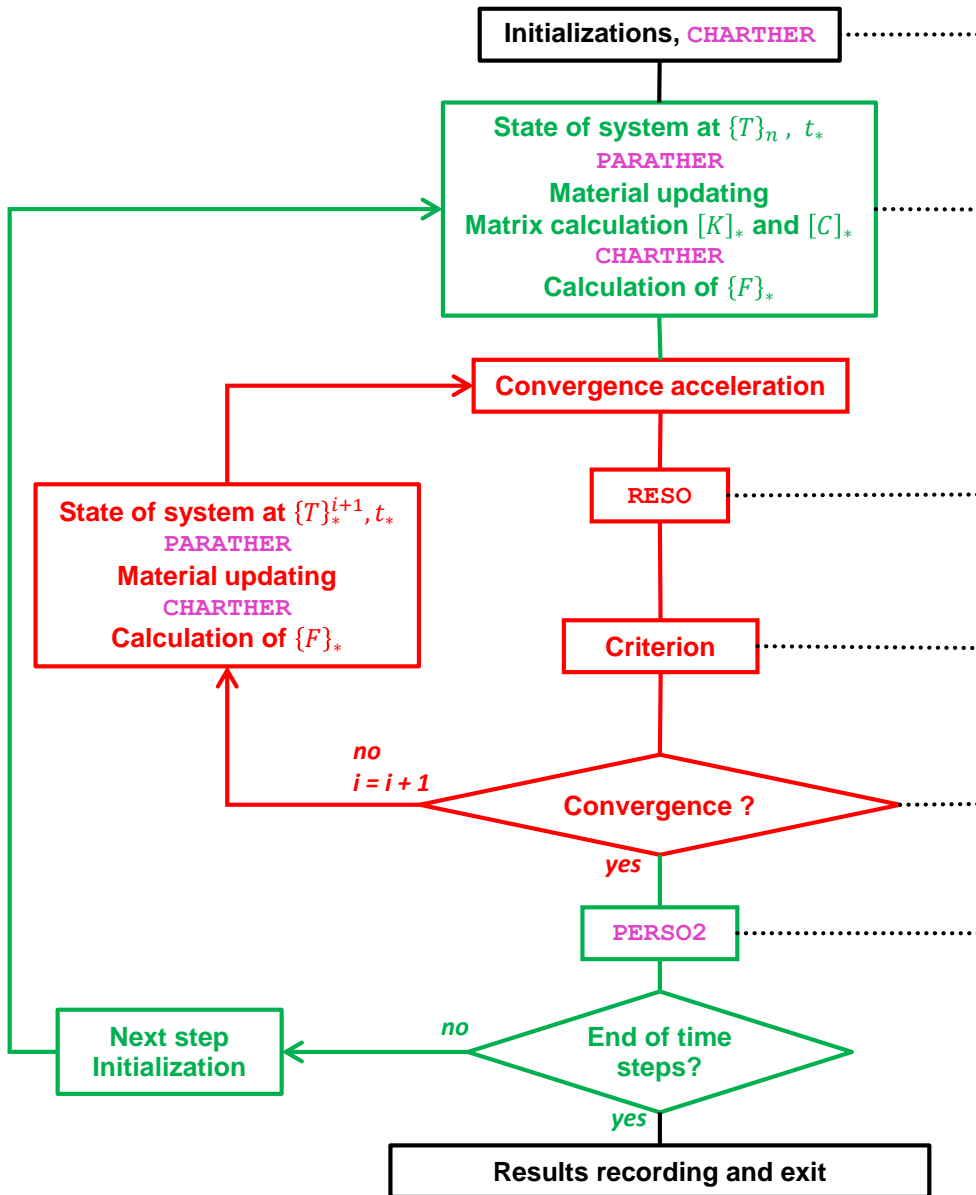 Initializations, CHARTHER
State of system at {T}ₙ , t*
PARATHER
Material updating
Matrix calculation [K]* and [C]*
CHARTHER
Calculation of {F}*
Convergence acceleration
RESO
State of system at {T}*^{i+1}, t*
PARATHER
Material updating
CHARTHER
Calculation of {F}*
Criterion
no
i = i + 1
Convergence ?
yes
PERSO2
Next step
Initialization
no
End of time
steps?
yes
Results recording and exit